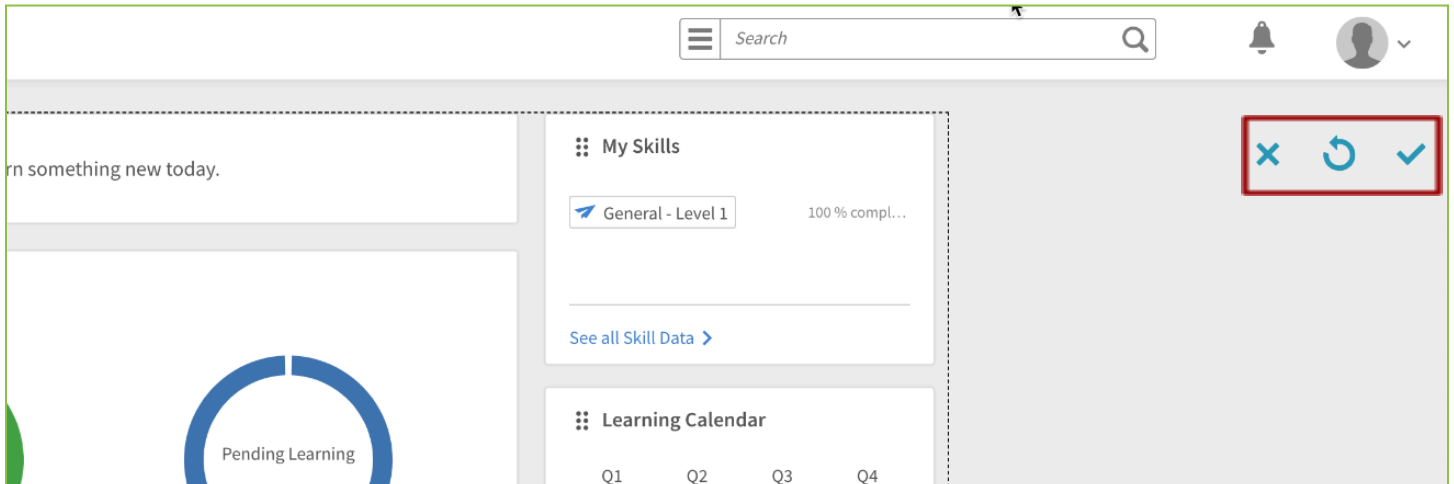 Search
rn something new today.
My Skills
General - Level 1
100 % compl...
See all Skill Data
Pending Learning
Learning Calendar
Q1 Q2 Q3 Q4